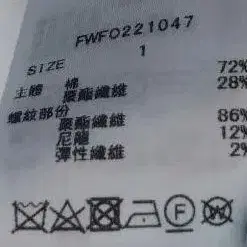 FWFO221047
1
SIZE
主體 棉 72%
聚酯纖維 28%
螺紋部份
聚酯纖維 86%
尼龍 12%
彈性纖維 2%
F W